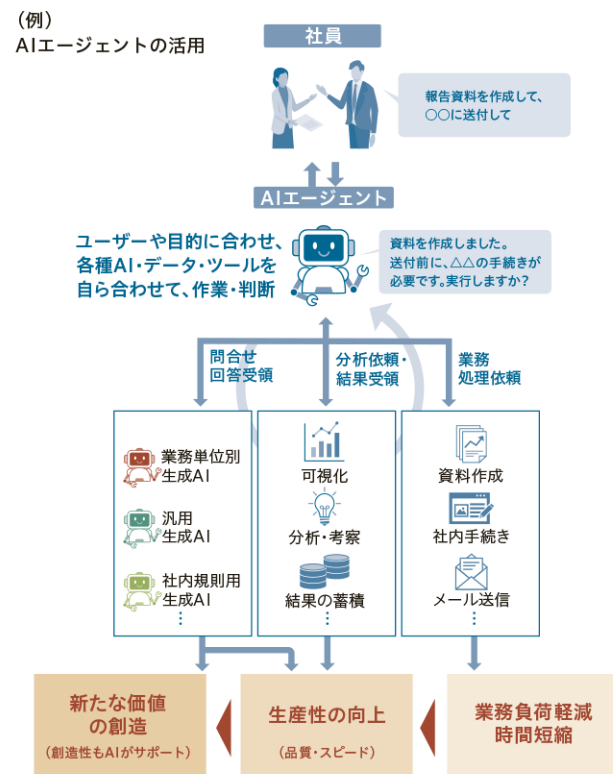 （例）
AIエージェントの活用
社員
報告資料を作成して、
○○に送付して
AIエージェント
ユーザーや目的に合わせ、
各種AI・データ・ツールを
自ら合わせて、作業・判断
資料を作成しました。
送付前に、△△の手続きが
必要です。実行しますか？
問合せ
回答受領
分析依頼・
結果受領
業務
処理依頼
業務単位別
生成AI
汎用
生成AI
社内規則用
生成AI
⋮
可視化
分析・考察
結果の蓄積
⋮
資料作成
社内手続き
メール送信
⋮
新たな価値
の創造
（創造性もAIがサポート）
生産性の向上
（品質・スピード）
業務負荷軽減
時間短縮